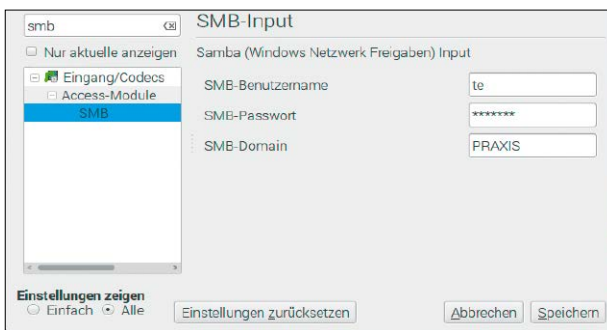 smb
SMB-Input
Nur aktuelle anzeigen
Samba (Windows Netzwerk Freigaben) Input
Eingang/Codecs
Access-Module
SMB
SMB-Benutzername
te
SMB-Passwort
*******
SMB-Domain
PRAXIS
Einstellungen zeigen
Einfach
Alle
Einstellungen zurücksetzen
Abbrechen
Speichern